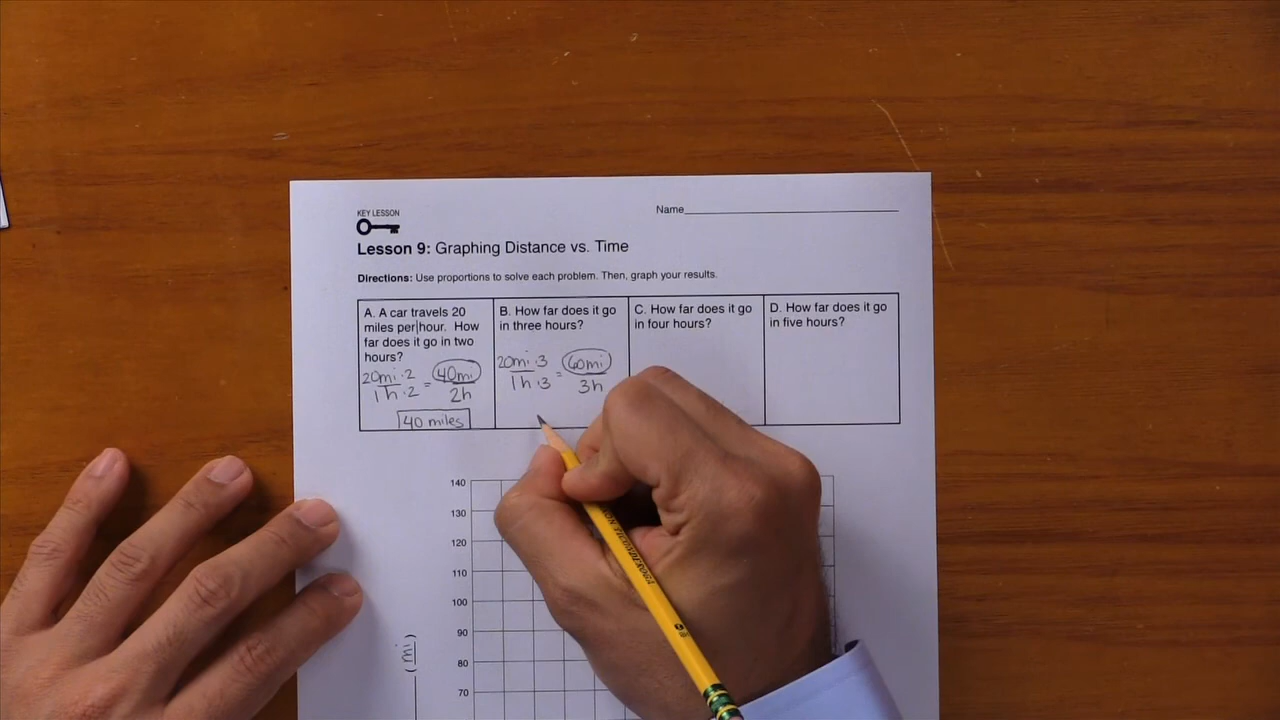 KEY LESSON
Name
Lesson 9: Graphing Distance vs. Time
Directions: Use proportions to solve each problem. Then, graph your results.
A. A car travels 20
miles per hour. How
far does it go in two
hours?
20mi · 2 = 40mi
1h · 2 2h
40 miles
B. How far does it go
in three hours?
20mi · 3 = 60mi
1h · 3 3h
C. How far does it go
in four hours?
D. How far does it go
in five hours?
140
130
120
110
100
90
80
70
(mi)